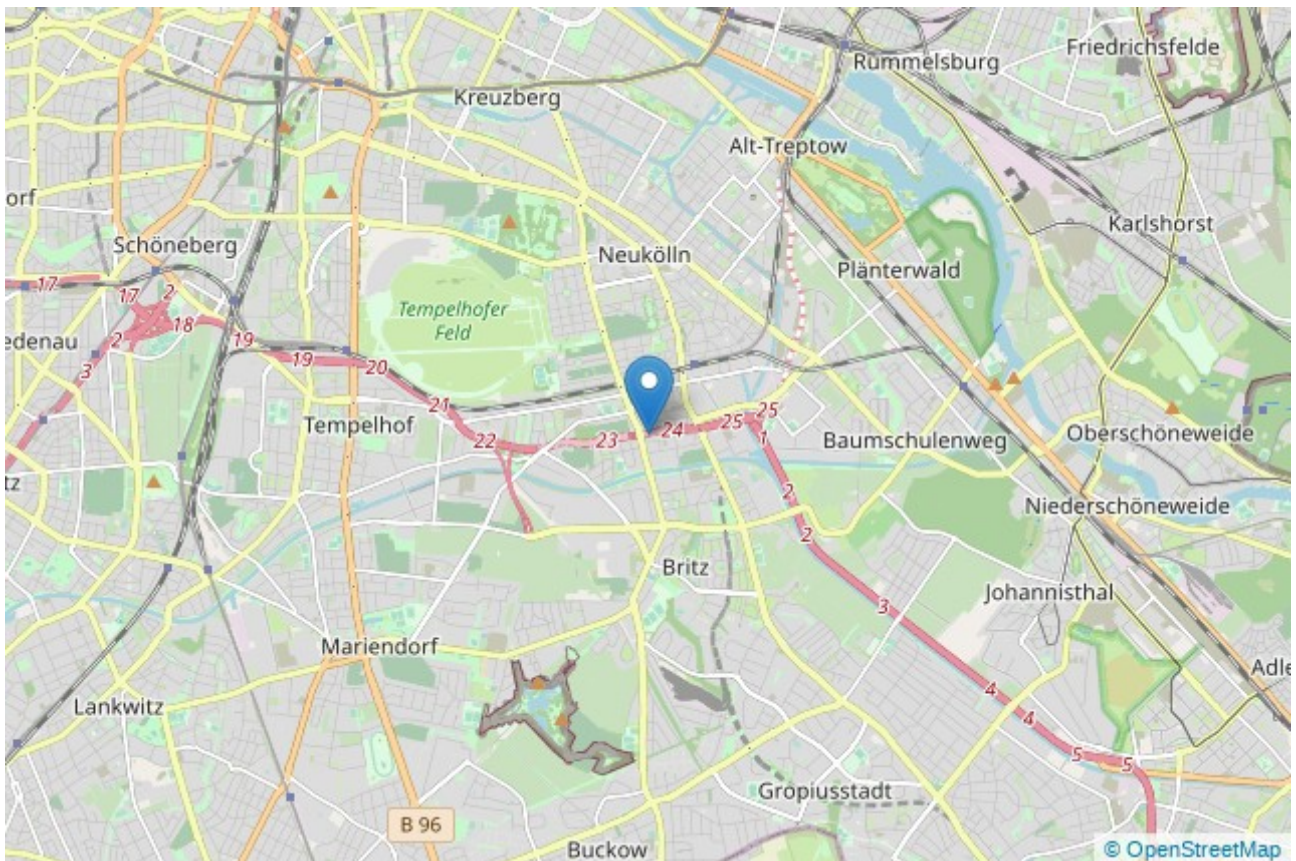 Friedrichsfelde
Rummelsburg
Kreuzberg
Alt-Treptow
orf
Karlshorst
Schöneberg
Neukölln
Plänterwald
17
17
2
Tempelhofer
Feld
18
2
edenau
19
19
20
3
21
Tempelhof
22
23
24
25
25
1
Baumschulenweg
Oberschöneweide
tz
2
Niederschöneweide
2
Britz
Johannisthal
3
Mariendorf
Adle
4
Lankwitz
4
5
5
Gropiusstadt
B 96
Buckow
© OpenStreetMap